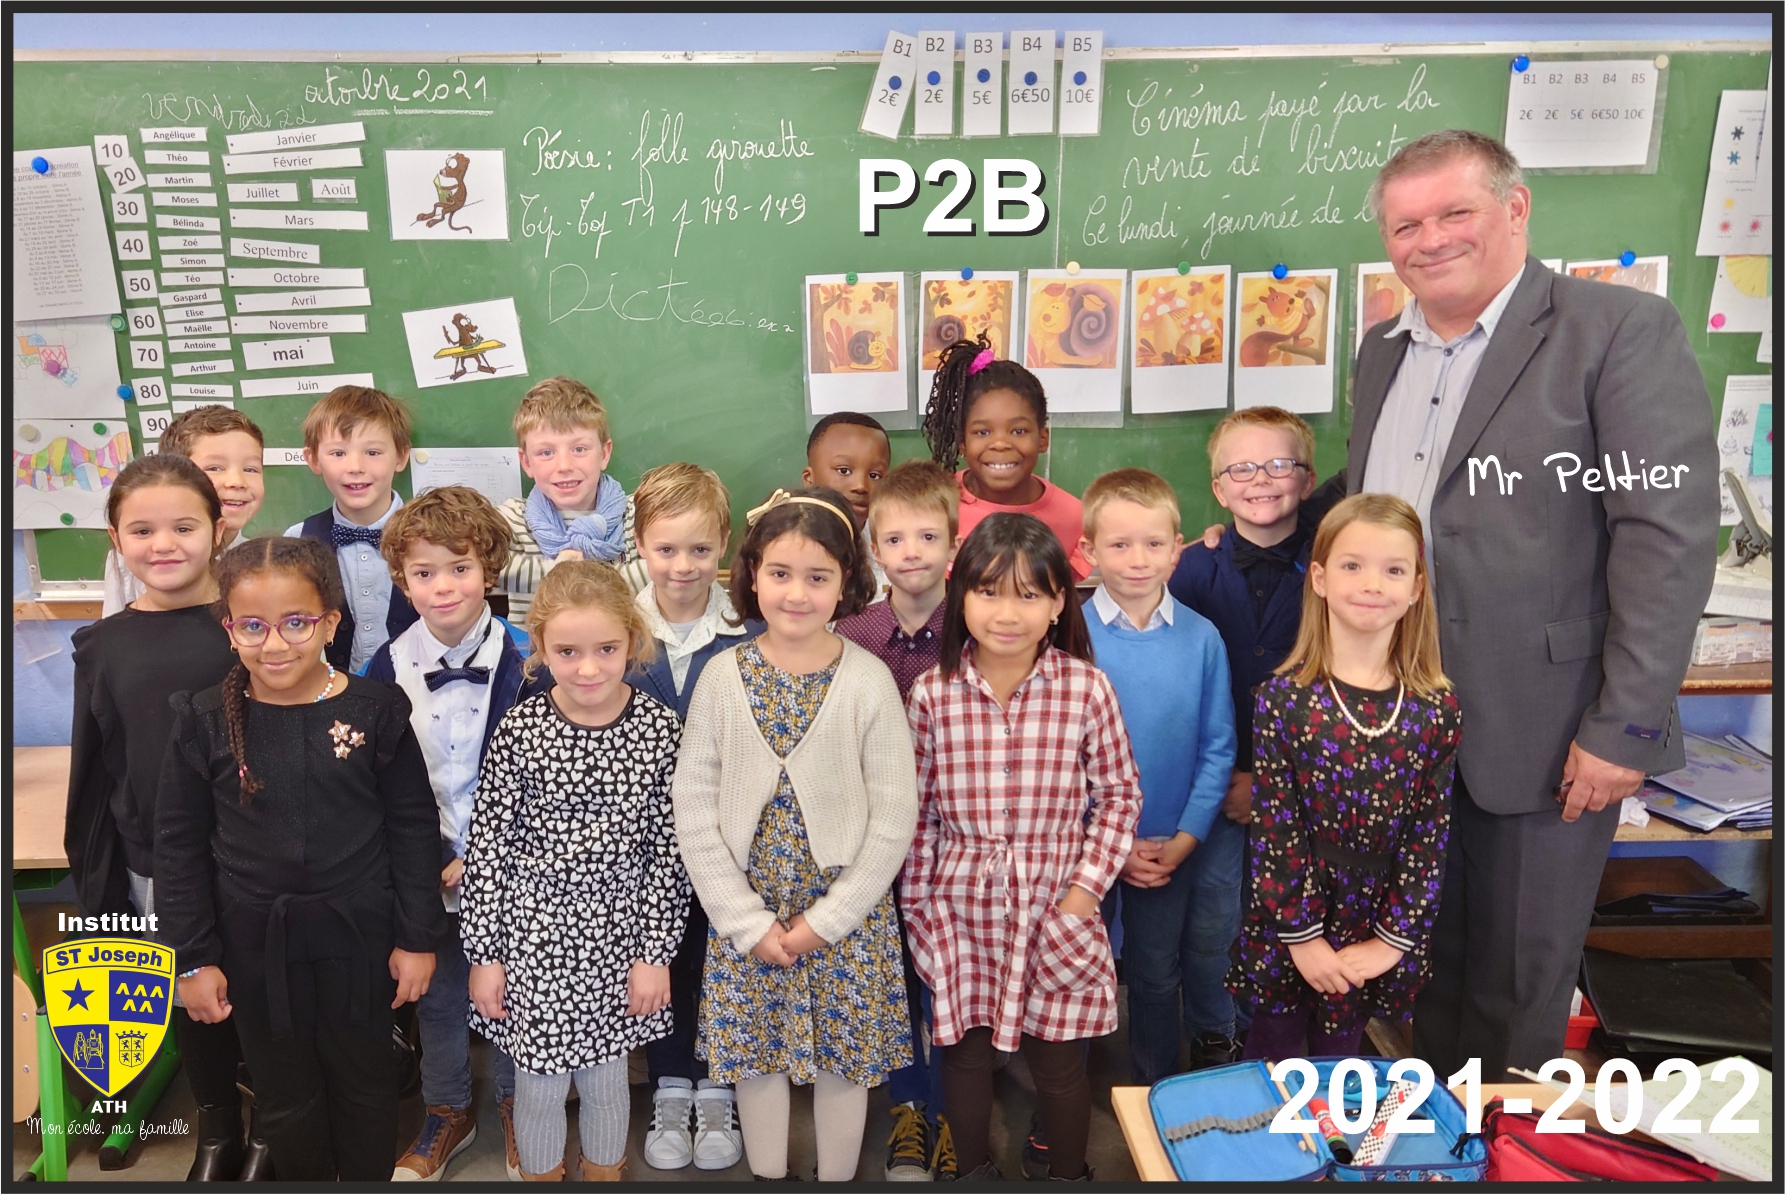 B1 B2 B3 B4 B5
2€ 2€ 5€ 6€50 10€
B1 B2 B3 B4 B5
2€ 2€ 5€ 6€50 10€
vendredi 22 octobre 2021
10
20
30
40
50
60
70
80
90
Angélique
Théo
Martin
Moses
Bélinda
Zoé
Simon
Téo
Gaspard
Elise
Maëlle
Antoine
Arthur
Louise
Janvier
Février
Juillet
Août
Mars
Septembre
Octobre
Avril
Novembre
mai
Juin
Poésie: folle girouette
Tip-Top T1 p 148-149
Dictée
Cinéma payé par la
vente de biscuit
Ce lundi, journée de
P2B
Mr Peltier
Institut
ST Joseph
ATH
Mon école. ma famille
2021-2022